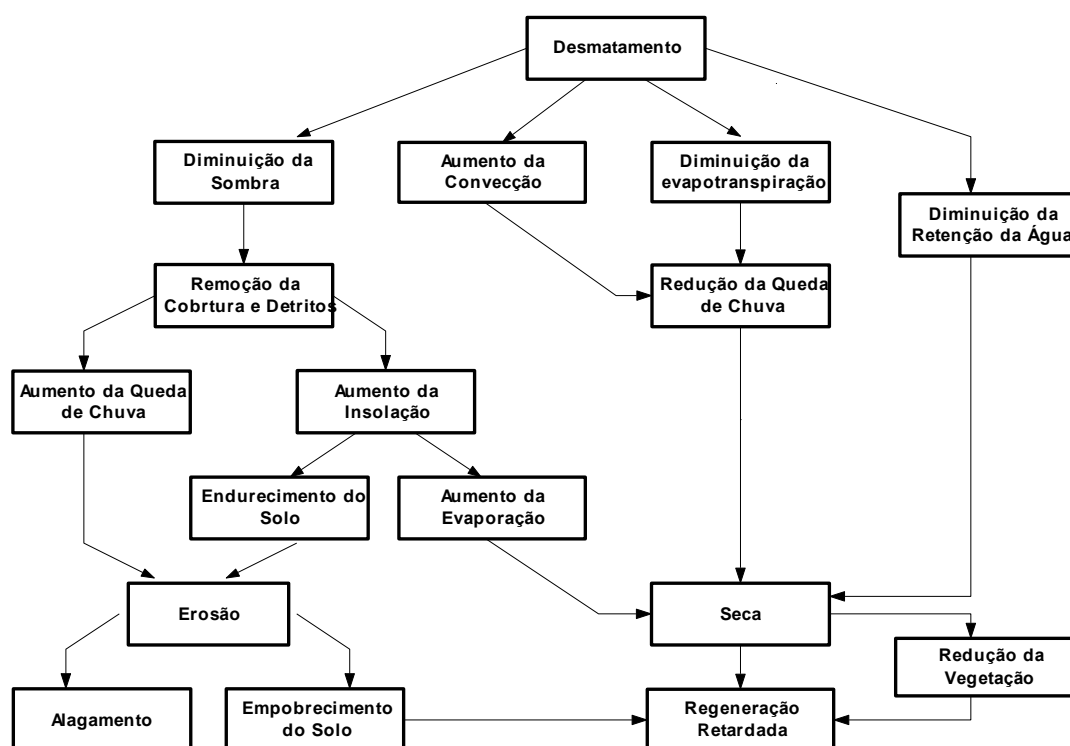 Desmatamento
Diminuição da
Sombra
Aumento da
Convecção
Diminuição da
evapotranspiração
Diminuição da
Retenção da Água
Remoção da
Cobrtura e Detritos
Redução da Queda
de Chuva
Aumento da Queda
de Chuva
Aumento da
Insolação
Endurecimento do
Solo
Aumento da
Evaporação
Erosão
Seca
Redução da
Vegetação
Alagamento
Empobrecimento
do Solo
Regeneração
Retardada